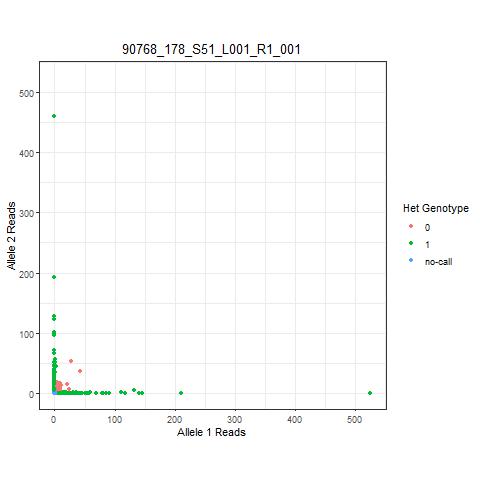 90768_178_S51_L001_R1_001
500
400
300
200
100
0
Allele 2 Reads
0 100 200 300 400 500
Allele 1 Reads
Het Genotype
0
1
no-call